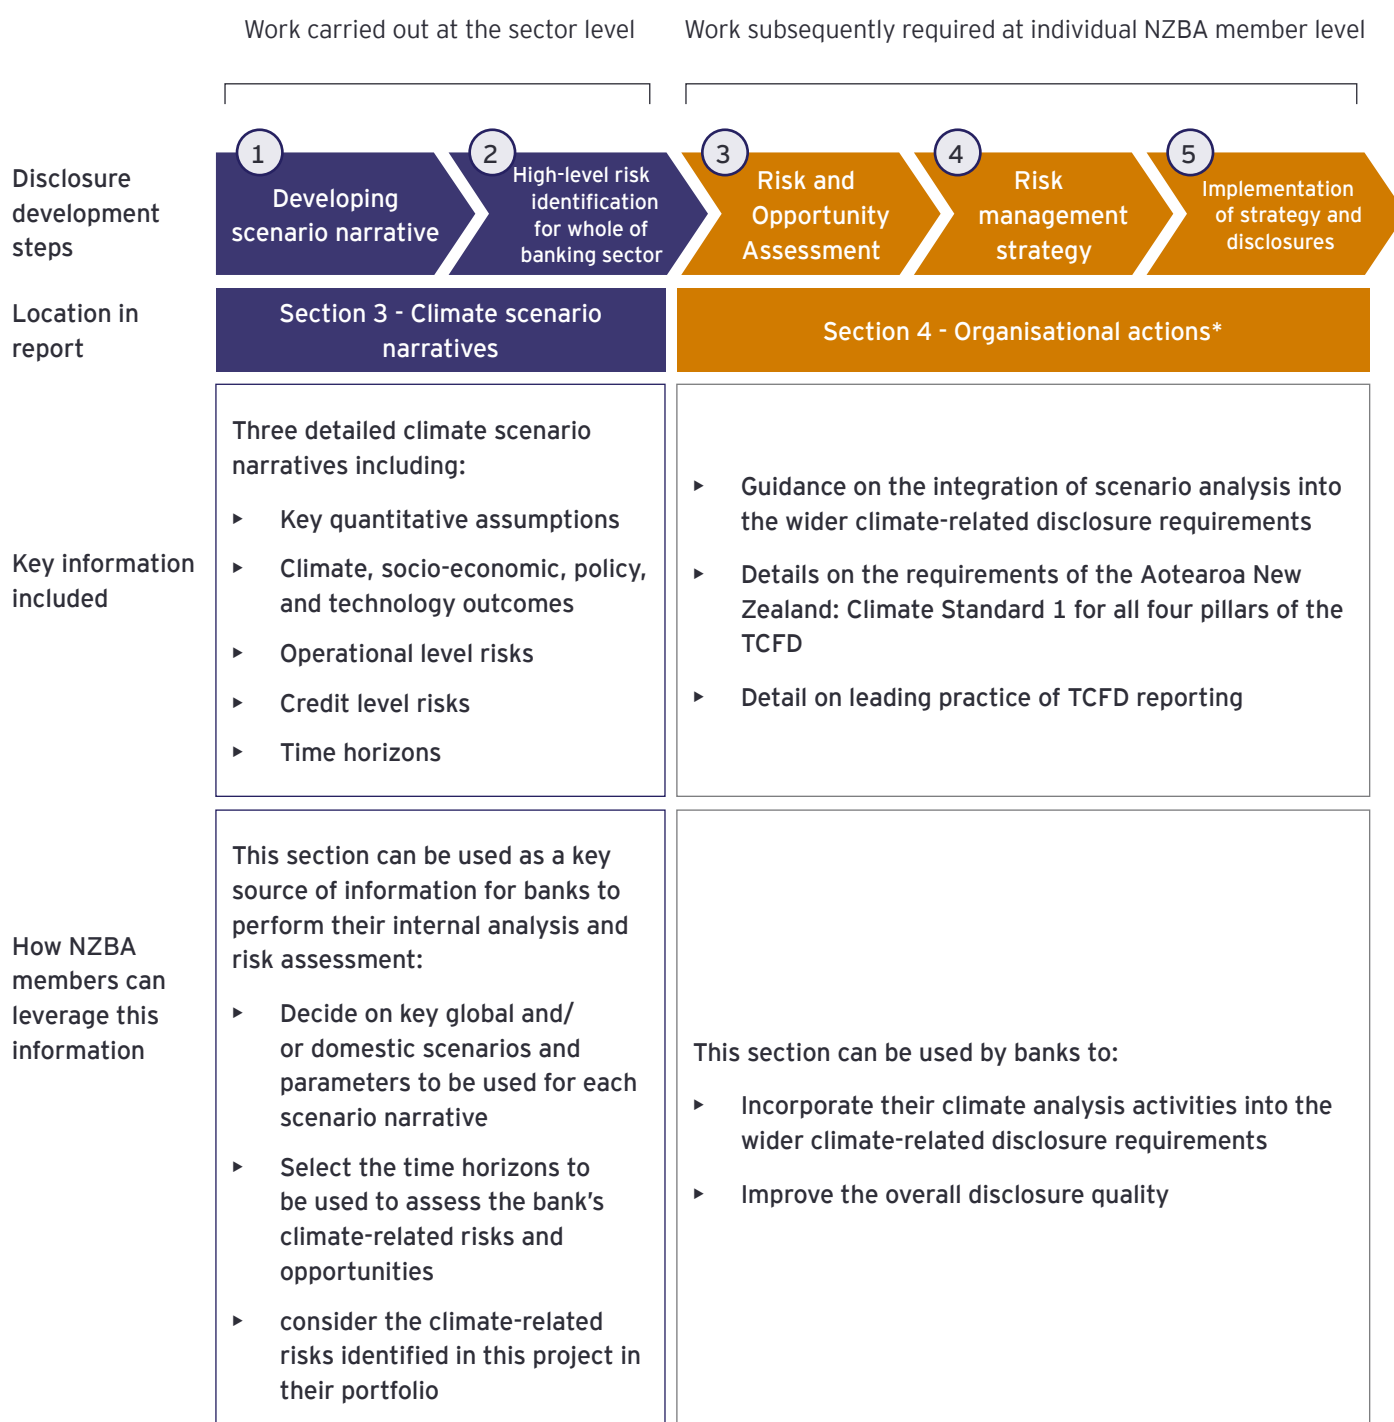 Work carried out at the sector level
Work subsequently required at individual NZBA member level
Disclosure
development
steps
1
Developing
scenario narrative
2
High-level risk
identification
for whole of
banking sector
3
Risk and
Opportunity
Assessment
4
Risk
management
strategy
5
Implementation
of strategy and
disclosures
Location in
report
Section 3 - Climate scenario
narratives
Section 4 - Organisational actions*
Key information
included
Three detailed climate scenario
narratives including:
▸ Key quantitative assumptions
▸ Climate, socio-economic, policy,
and technology outcomes
▸ Operational level risks
▸ Credit level risks
▸ Time horizons
▸ Guidance on the integration of scenario analysis into
the wider climate-related disclosure requirements
▸ Details on the requirements of the Aotearoa New
Zealand: Climate Standard 1 for all four pillars of the
TCFD
▸ Detail on leading practice of TCFD reporting
How NZBA
members can
leverage this
information
This section can be used as a key
source of information for banks to
perform their internal analysis and
risk assessment:
▸ Decide on key global and/
or domestic scenarios and
parameters to be used for each
scenario narrative
▸ Select the time horizons to
be used to assess the bank’s
climate-related risks and
opportunities
▸ consider the climate-related
risks identified in this project in
their portfolio
This section can be used by banks to:
▸ Incorporate their climate analysis activities into the
wider climate-related disclosure requirements
▸ Improve the overall disclosure quality